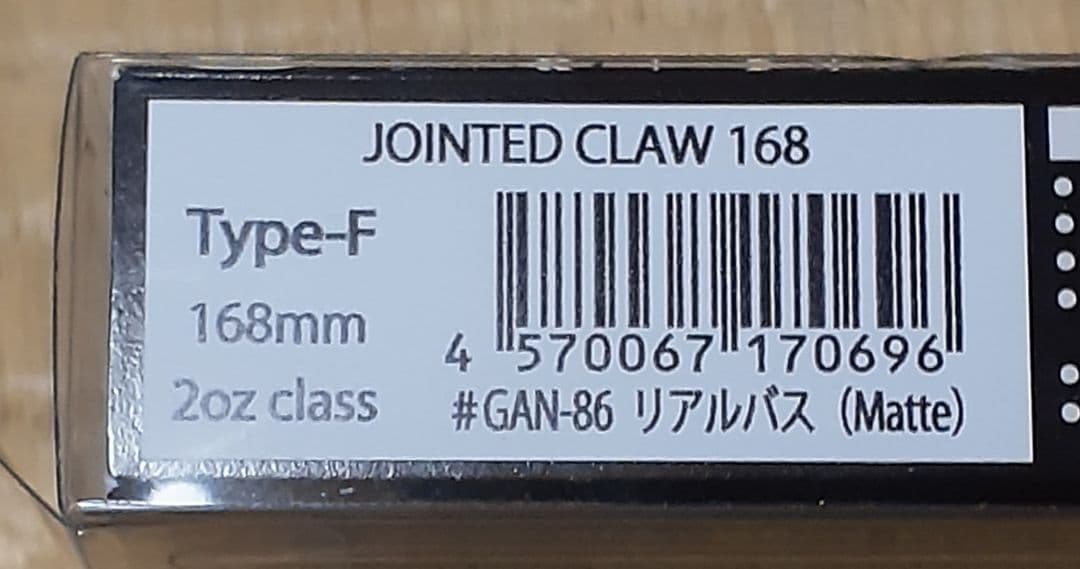 JOINTED CLAW 168
Type-F
168mm
2oz class
4 570067 170696
#GAN-86 リアルバス (Matte)